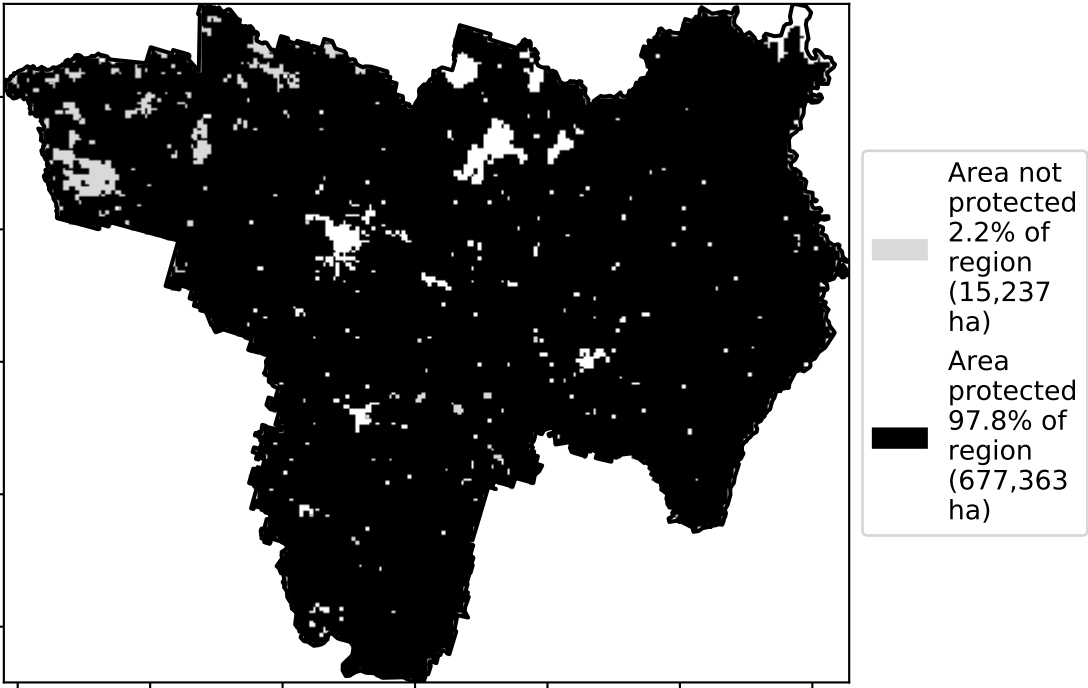 Area not
protected
2.2% of
region
(15,237
ha)
Area
protected
97.8% of
region
(677,363
ha)